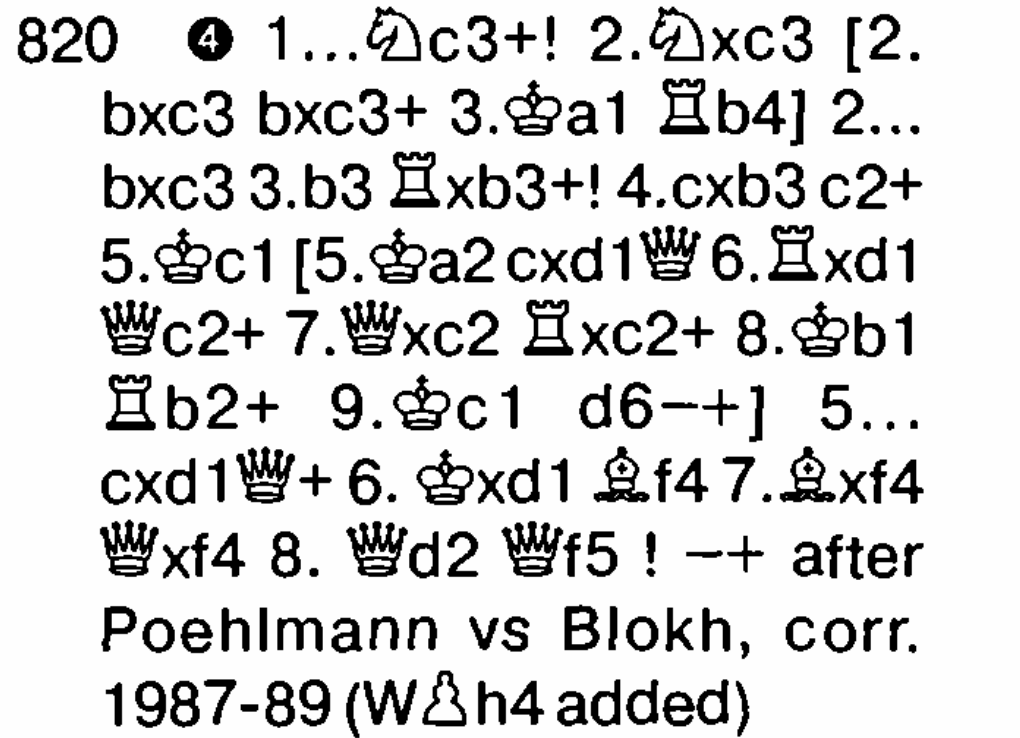 820 ❹ 1...♘c3+! 2.♘xc3 [2.
bxc3 bxc3+ 3.♔a1 ♖b4] 2...
bxc3 3.b3 ♖xb3+! 4.cxb3 c2+
5.♔c1 [5.♔a2 cxd1♕ 6.♖xd1
♕c2+ 7.♕xc2 ♖xc2+ 8.♔b1
♖b2+ 9.♔c1 d6−+] 5...
cxd1♕+ 6. ♔xd1 ♗f4 7.♗xf4
♕xf4 8. ♕d2 ♕f5 ! −+ after
Poehlmann vs Blokh, corr.
1987-89 (W♙h4 added)